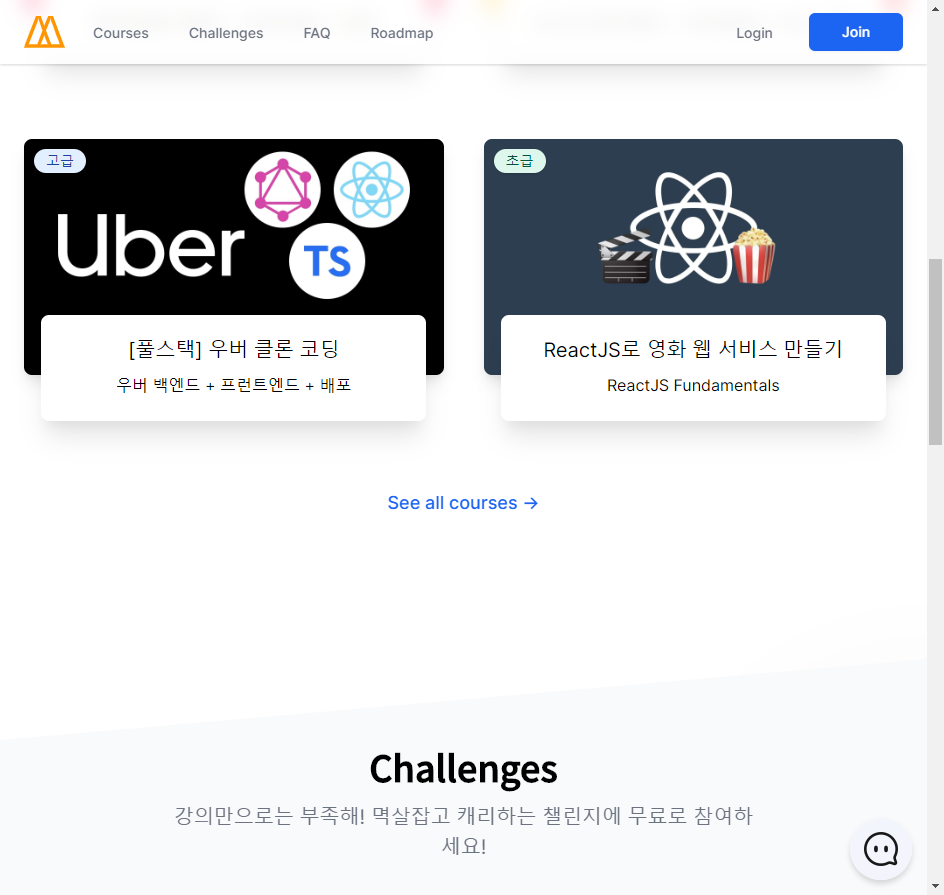 Courses Challenges FAQ Roadmap Login Join
고급
Uber
TS
[풀스택] 우버 클론 코딩
우버 백엔드 + 프런트엔드 + 배포
초급
ReactJS로 영화 웹 서비스 만들기
ReactJS Fundamentals
See all courses →
Challenges
강의만으로는 부족해! 멱살잡고 캐리하는 챌린지에 무료로 참여하
세요!